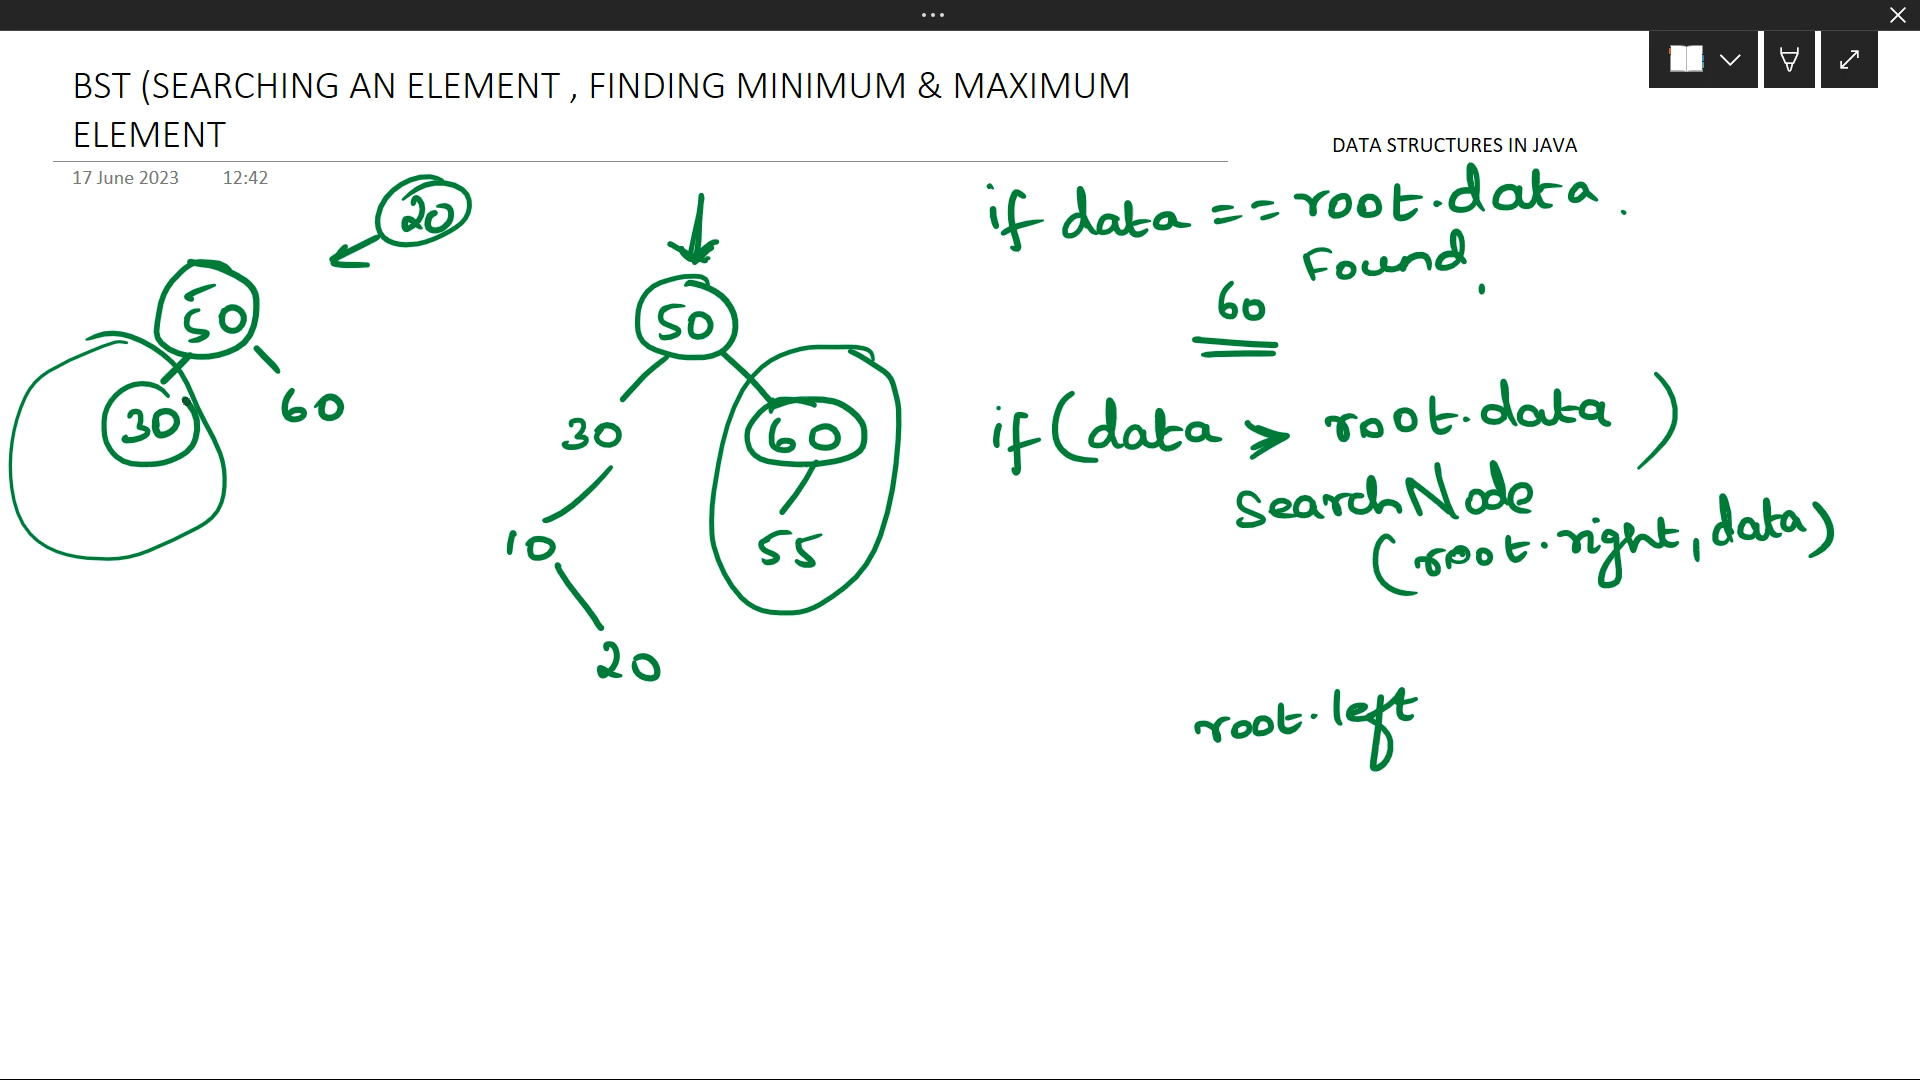 BST (SEARCHING AN ELEMENT , FINDING MINIMUM & MAXIMUM
ELEMENT
DATA STRUCTURES IN JAVA
17 June 2023 12:42
20
50
30
60
50
30
60
10
55
20
if data == root.data.
Found.
60
if (data > root.data)
SearchNode
(root.right, data)
root.left